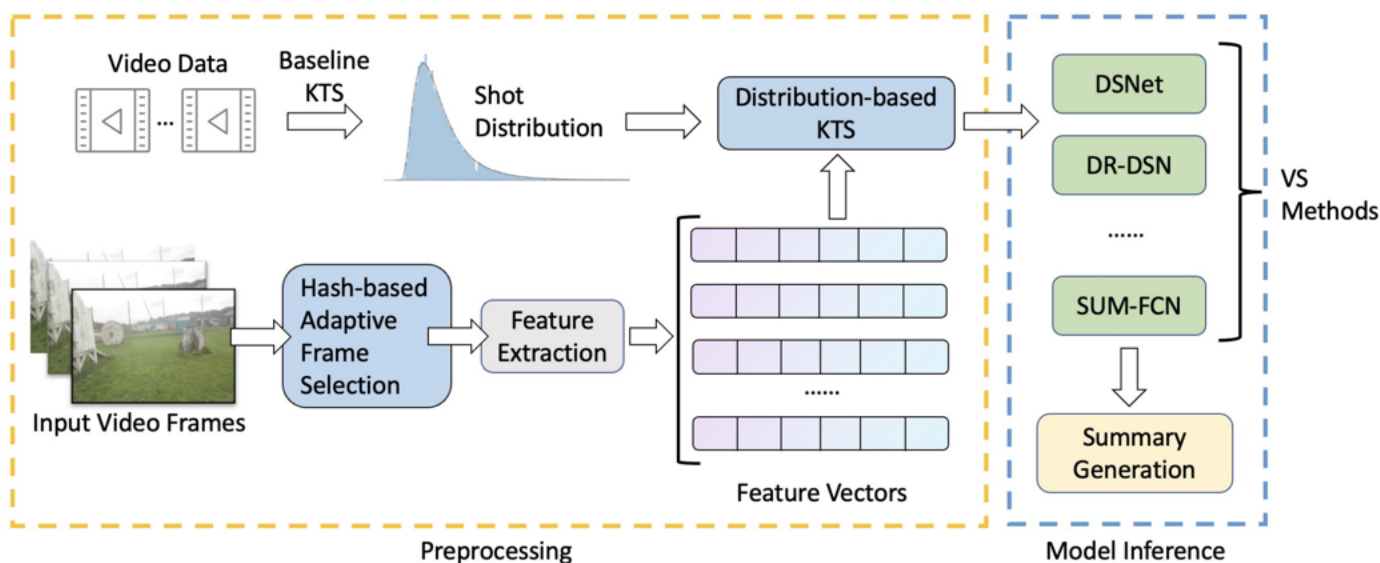 Video Data
...
Baseline
KTS
Shot
Distribution
Distribution-based
KTS
Input Video Frames
Hash-based
Adaptive
Frame
Selection
Feature
Extraction
......
Feature Vectors
Preprocessing
DSNet
DR-DSN
......
SUM-FCN
VS
Methods
Summary
Generation
Model Inference